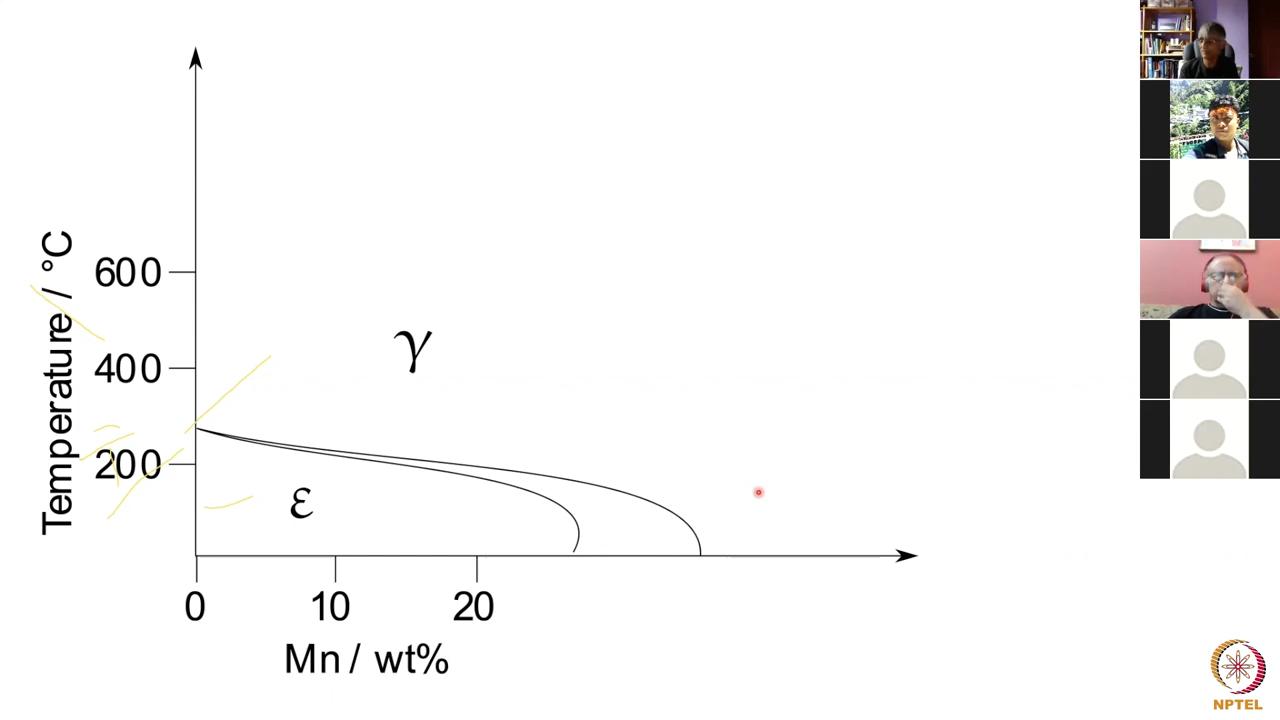 Temperature / °C
600
400
200
γ
ε
0 10 20
Mn / wt%
NPTEL